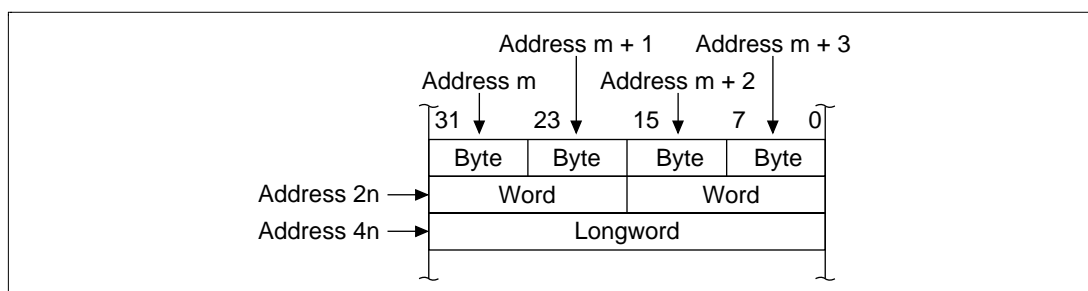 Address m + 1
Address m + 3
Address m
Address m + 2
31
23
15
7
0
Byte
Byte
Byte
Byte
Address 2n
Word
Word
Address 4n
Longword